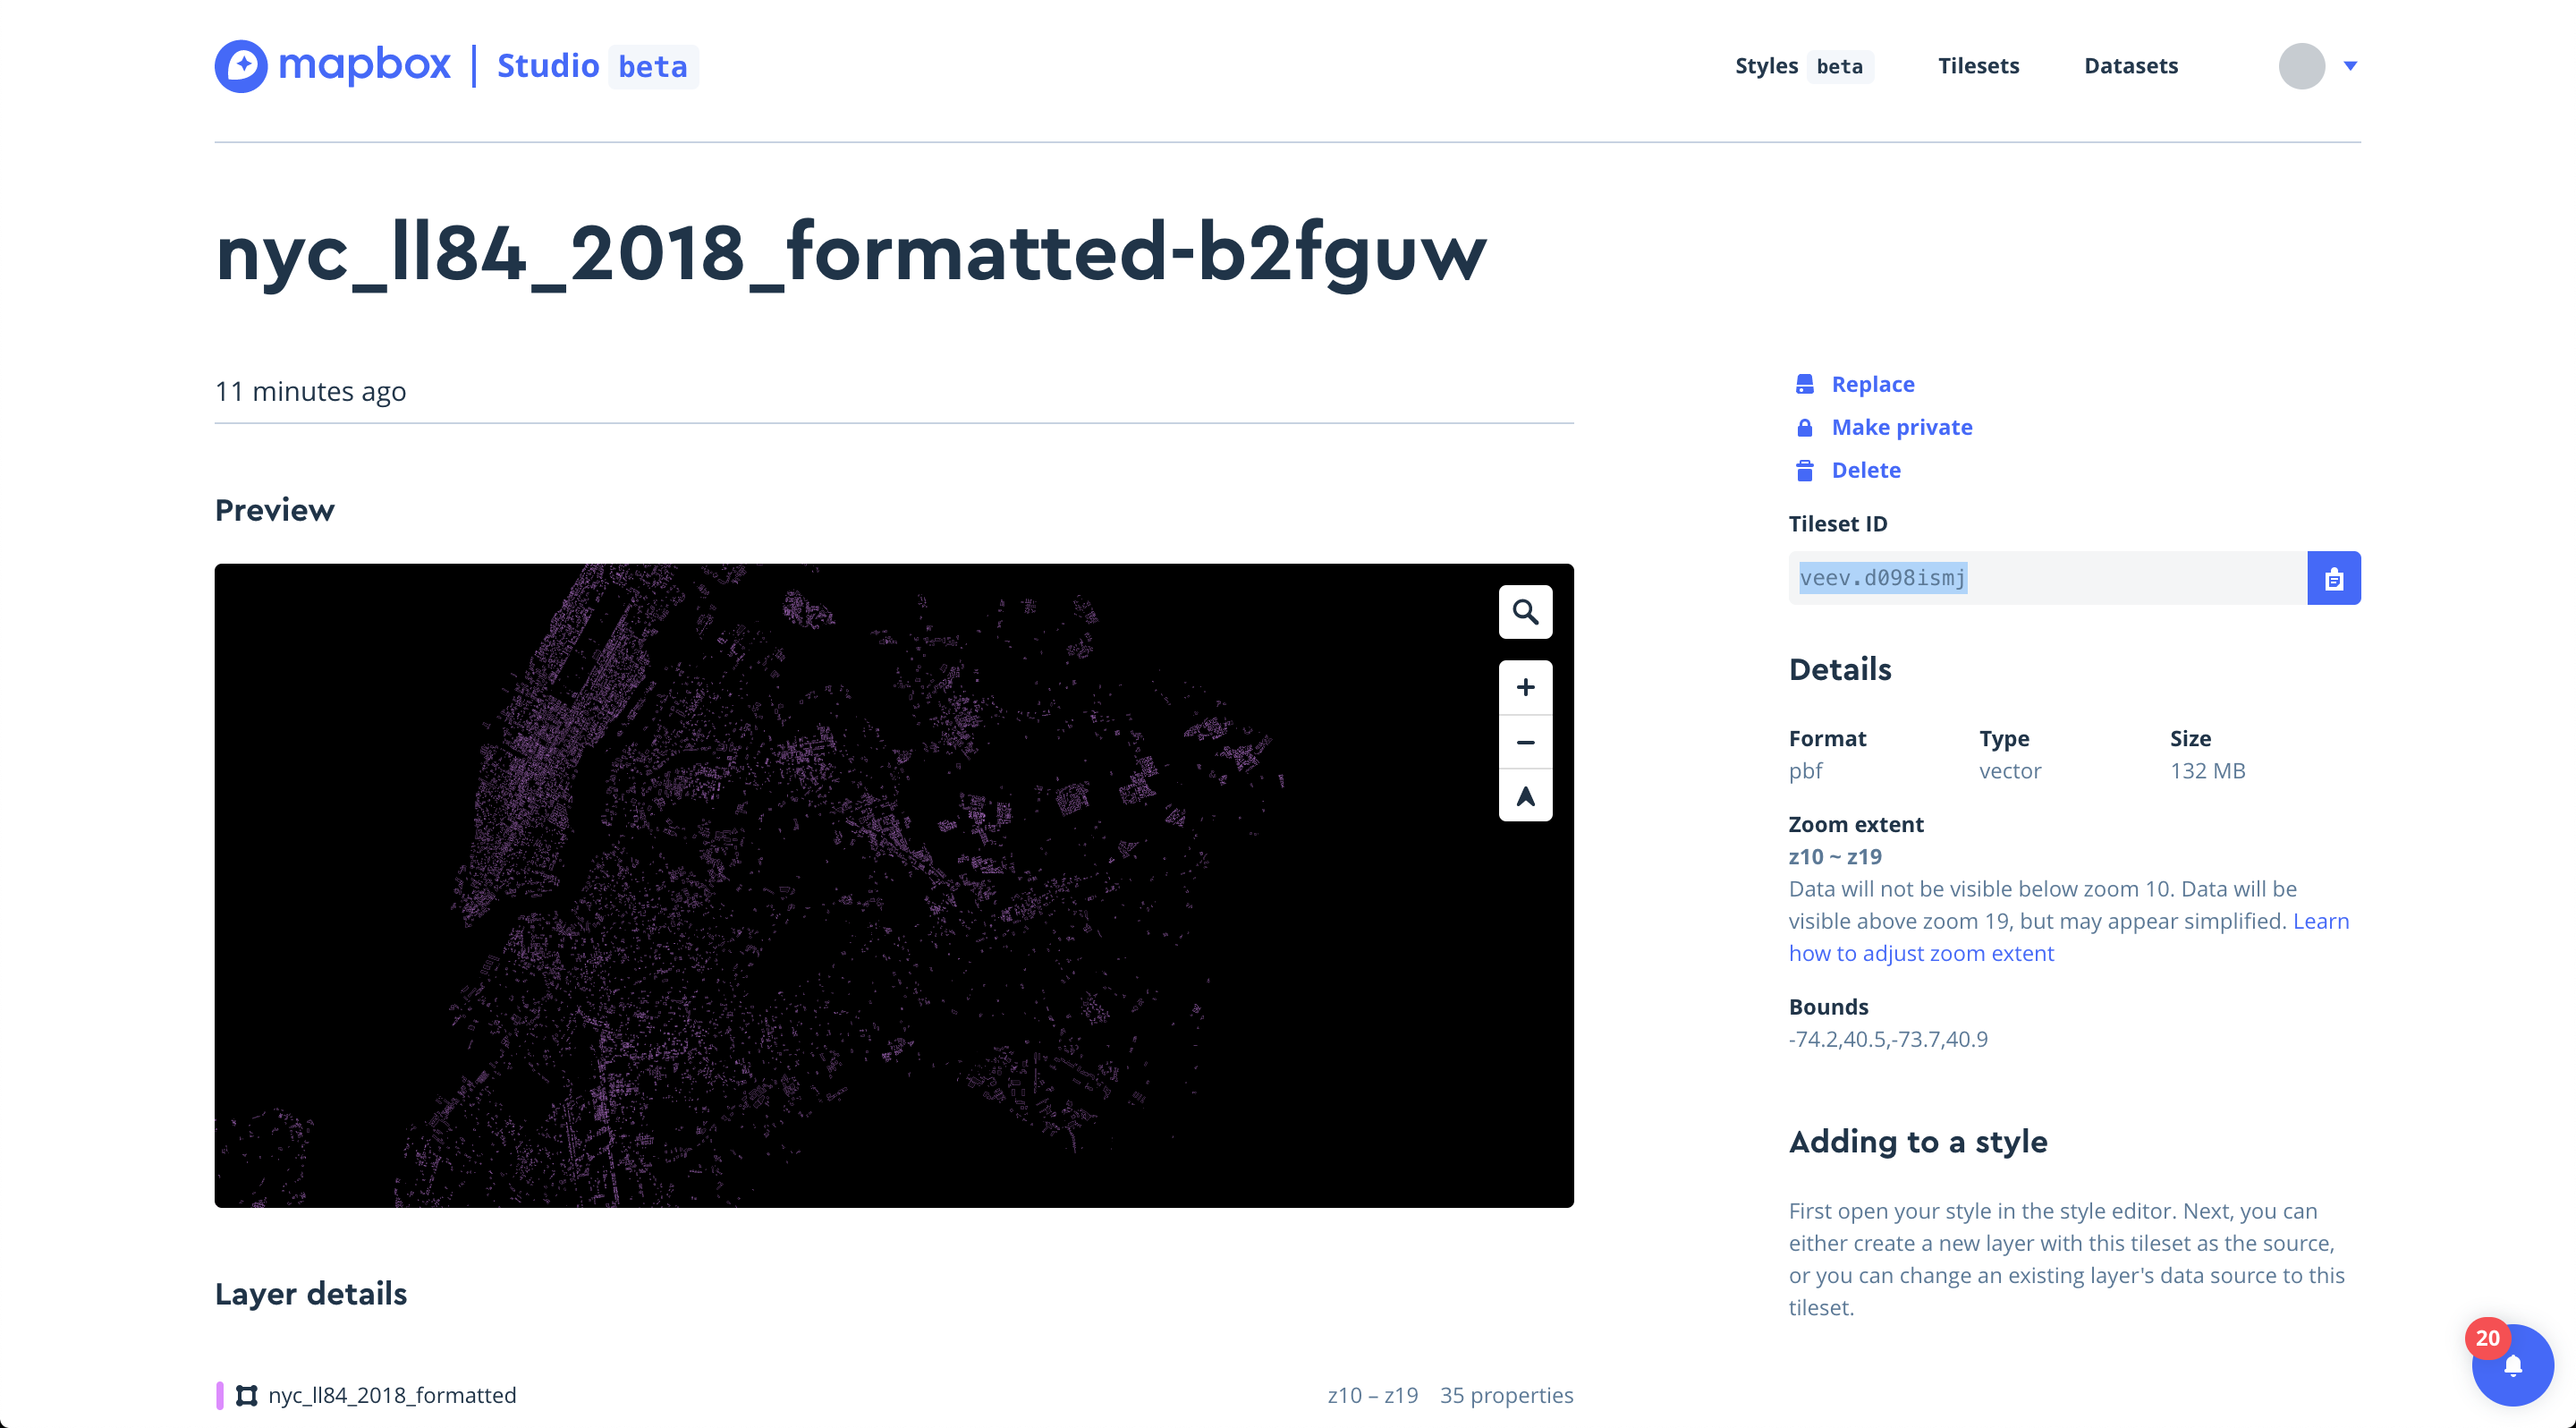 mapbox | Studio beta
Styles beta
Tilesets
Datasets
nyc_ll84_2018_formatted-b2fguw
11 minutes ago
Replace
Make private
Delete
Tileset ID
veev.d098ismj
Preview
Details
Format
Type
Size
pbf
vector
132 MB
Zoom extent
z10 ~ z19
Data will not be visible below zoom 10. Data will be
visible above zoom 19, but may appear simplified. Learn
how to adjust zoom extent
Bounds
-74.2,40.5,-73.7,40.9
Adding to a style
First open your style in the style editor. Next, you can
either create a new layer with this tileset as the source,
or you can change an existing layer's data source to this
tileset.
Layer details
nyc_ll84_2018_formatted
z10 – z19
35 properties
20